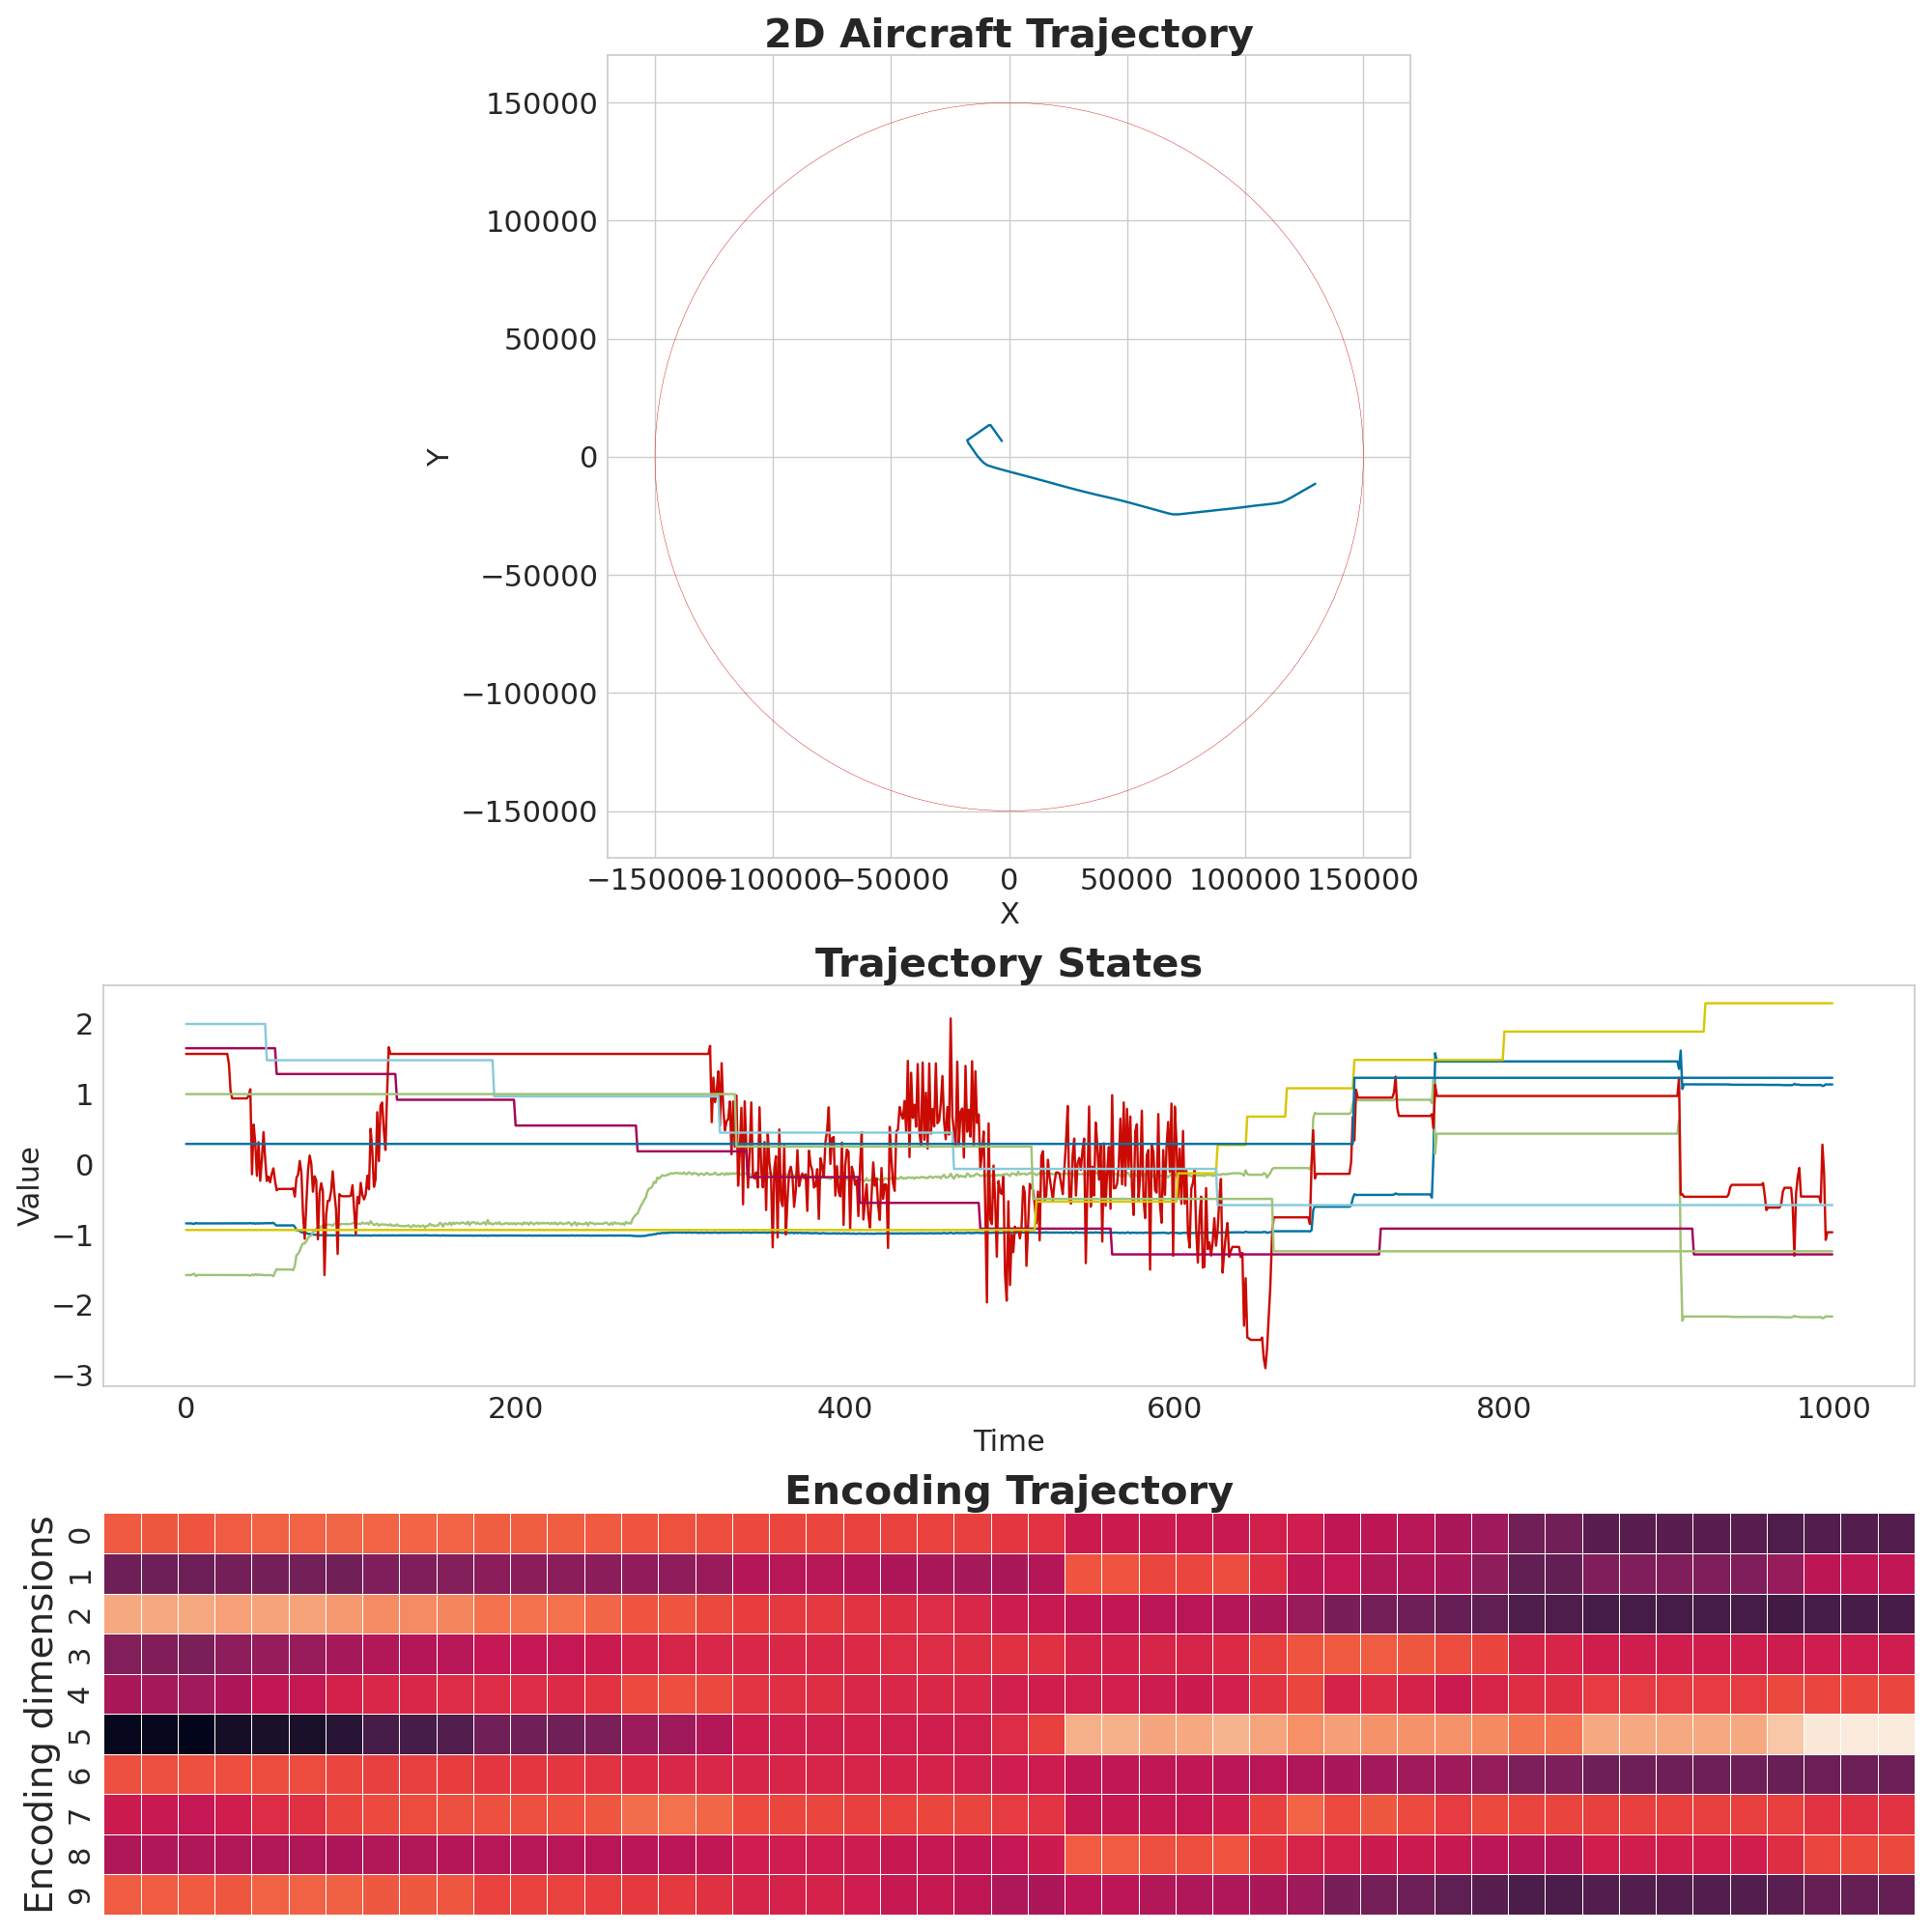 2D Aircraft Trajectory
150000
100000
50000
0
−50000
−100000
−150000
Y
−150000 −100000 −50000 0 50000 100000 150000
X
Trajectory States
2
1
0
−1
−2
−3
Value
0 200 400 600 800 1000
Time
Encoding Trajectory
Encoding dimensions
0
1
2
3
4
5
6
7
8
9